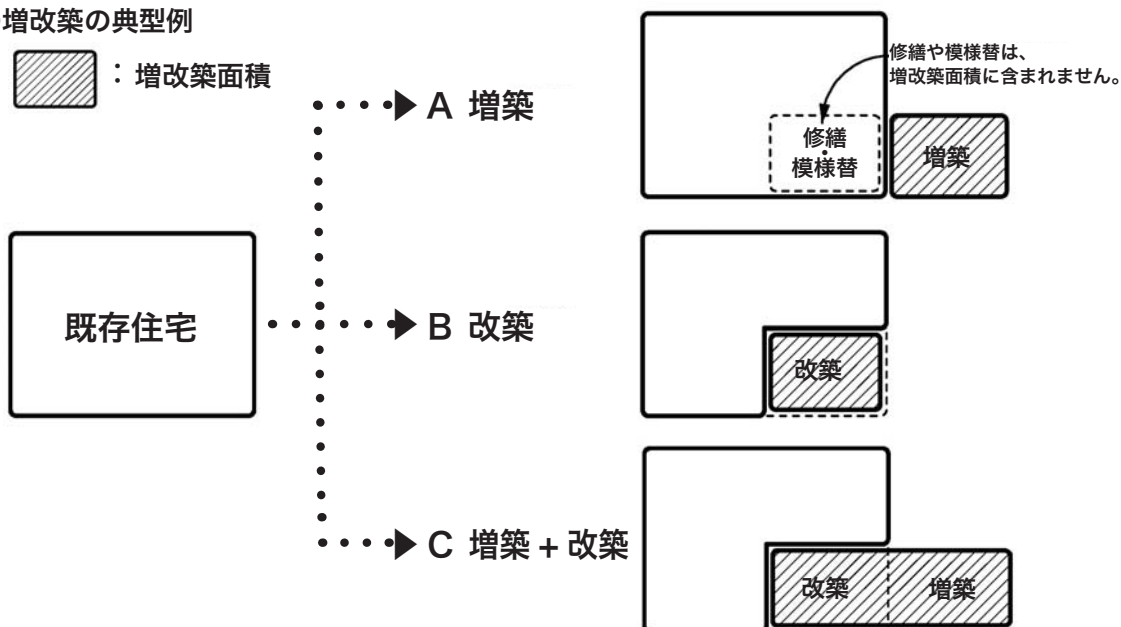 増改築の典型例
：増改築面積
修繕や模様替は、
増改築面積に含まれません。
A 増築
修繕
・
模様替
増築
既存住宅
B 改築
改築
C 増築 + 改築
改築
増築